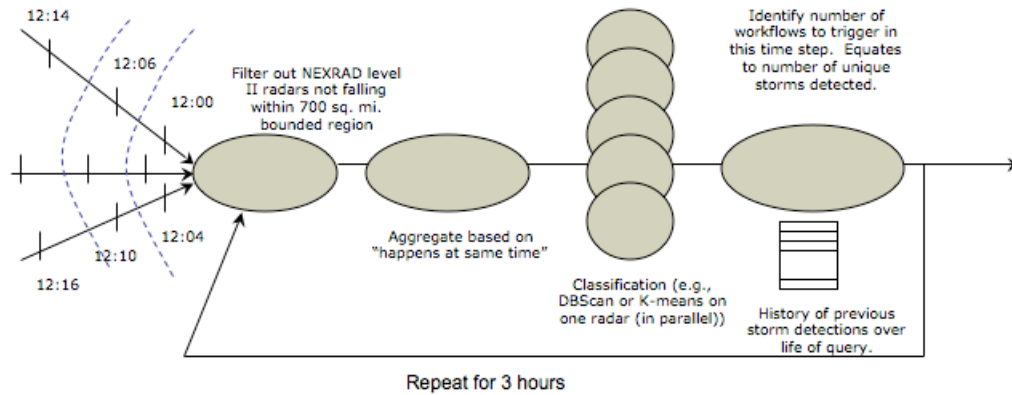 12:14
12:06
12:00
Filter out NEXRAD level
II radars not falling
within 700 sq. mi.
bounded region
Identify number of
workflows to trigger in
this time step. Equates
to number of unique
storms detected.
12:16
12:10
12:04
Aggregate based on
"happens at same time"
Classification (e.g.,
DBScan or K-means on
one radar (in parallel))
History of previous
storm detections over
life of query.
Repeat for 3 hours